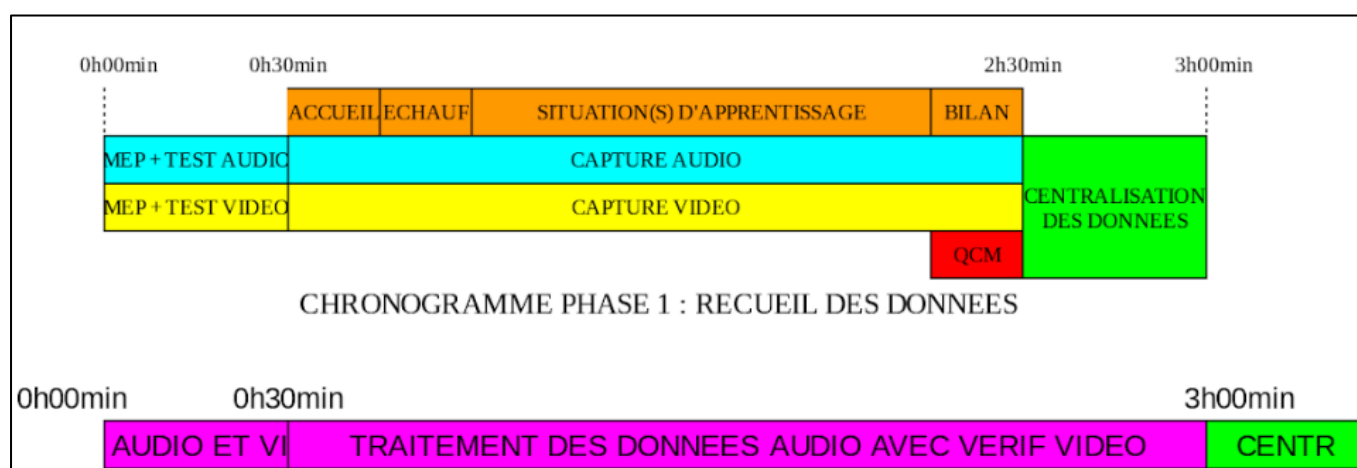 0h00min 0h30min 2h30min 3h00min
ACCUEIL ECHAUF SITUATION(S) D'APPRENTISSAGE BILAN
MEP + TEST AUDIO CAPTURE AUDIO
MEP + TEST VIDEO CAPTURE VIDEO
CENTRALISATION
DES DONNEES
QCM
CHRONOGRAMME PHASE 1 : RECUEIL DES DONNEES
0h00min 0h30min 3h00min
AUDIO ET VI TRAITEMENT DES DONNEES AUDIO AVEC VERIF VIDEO CENTR